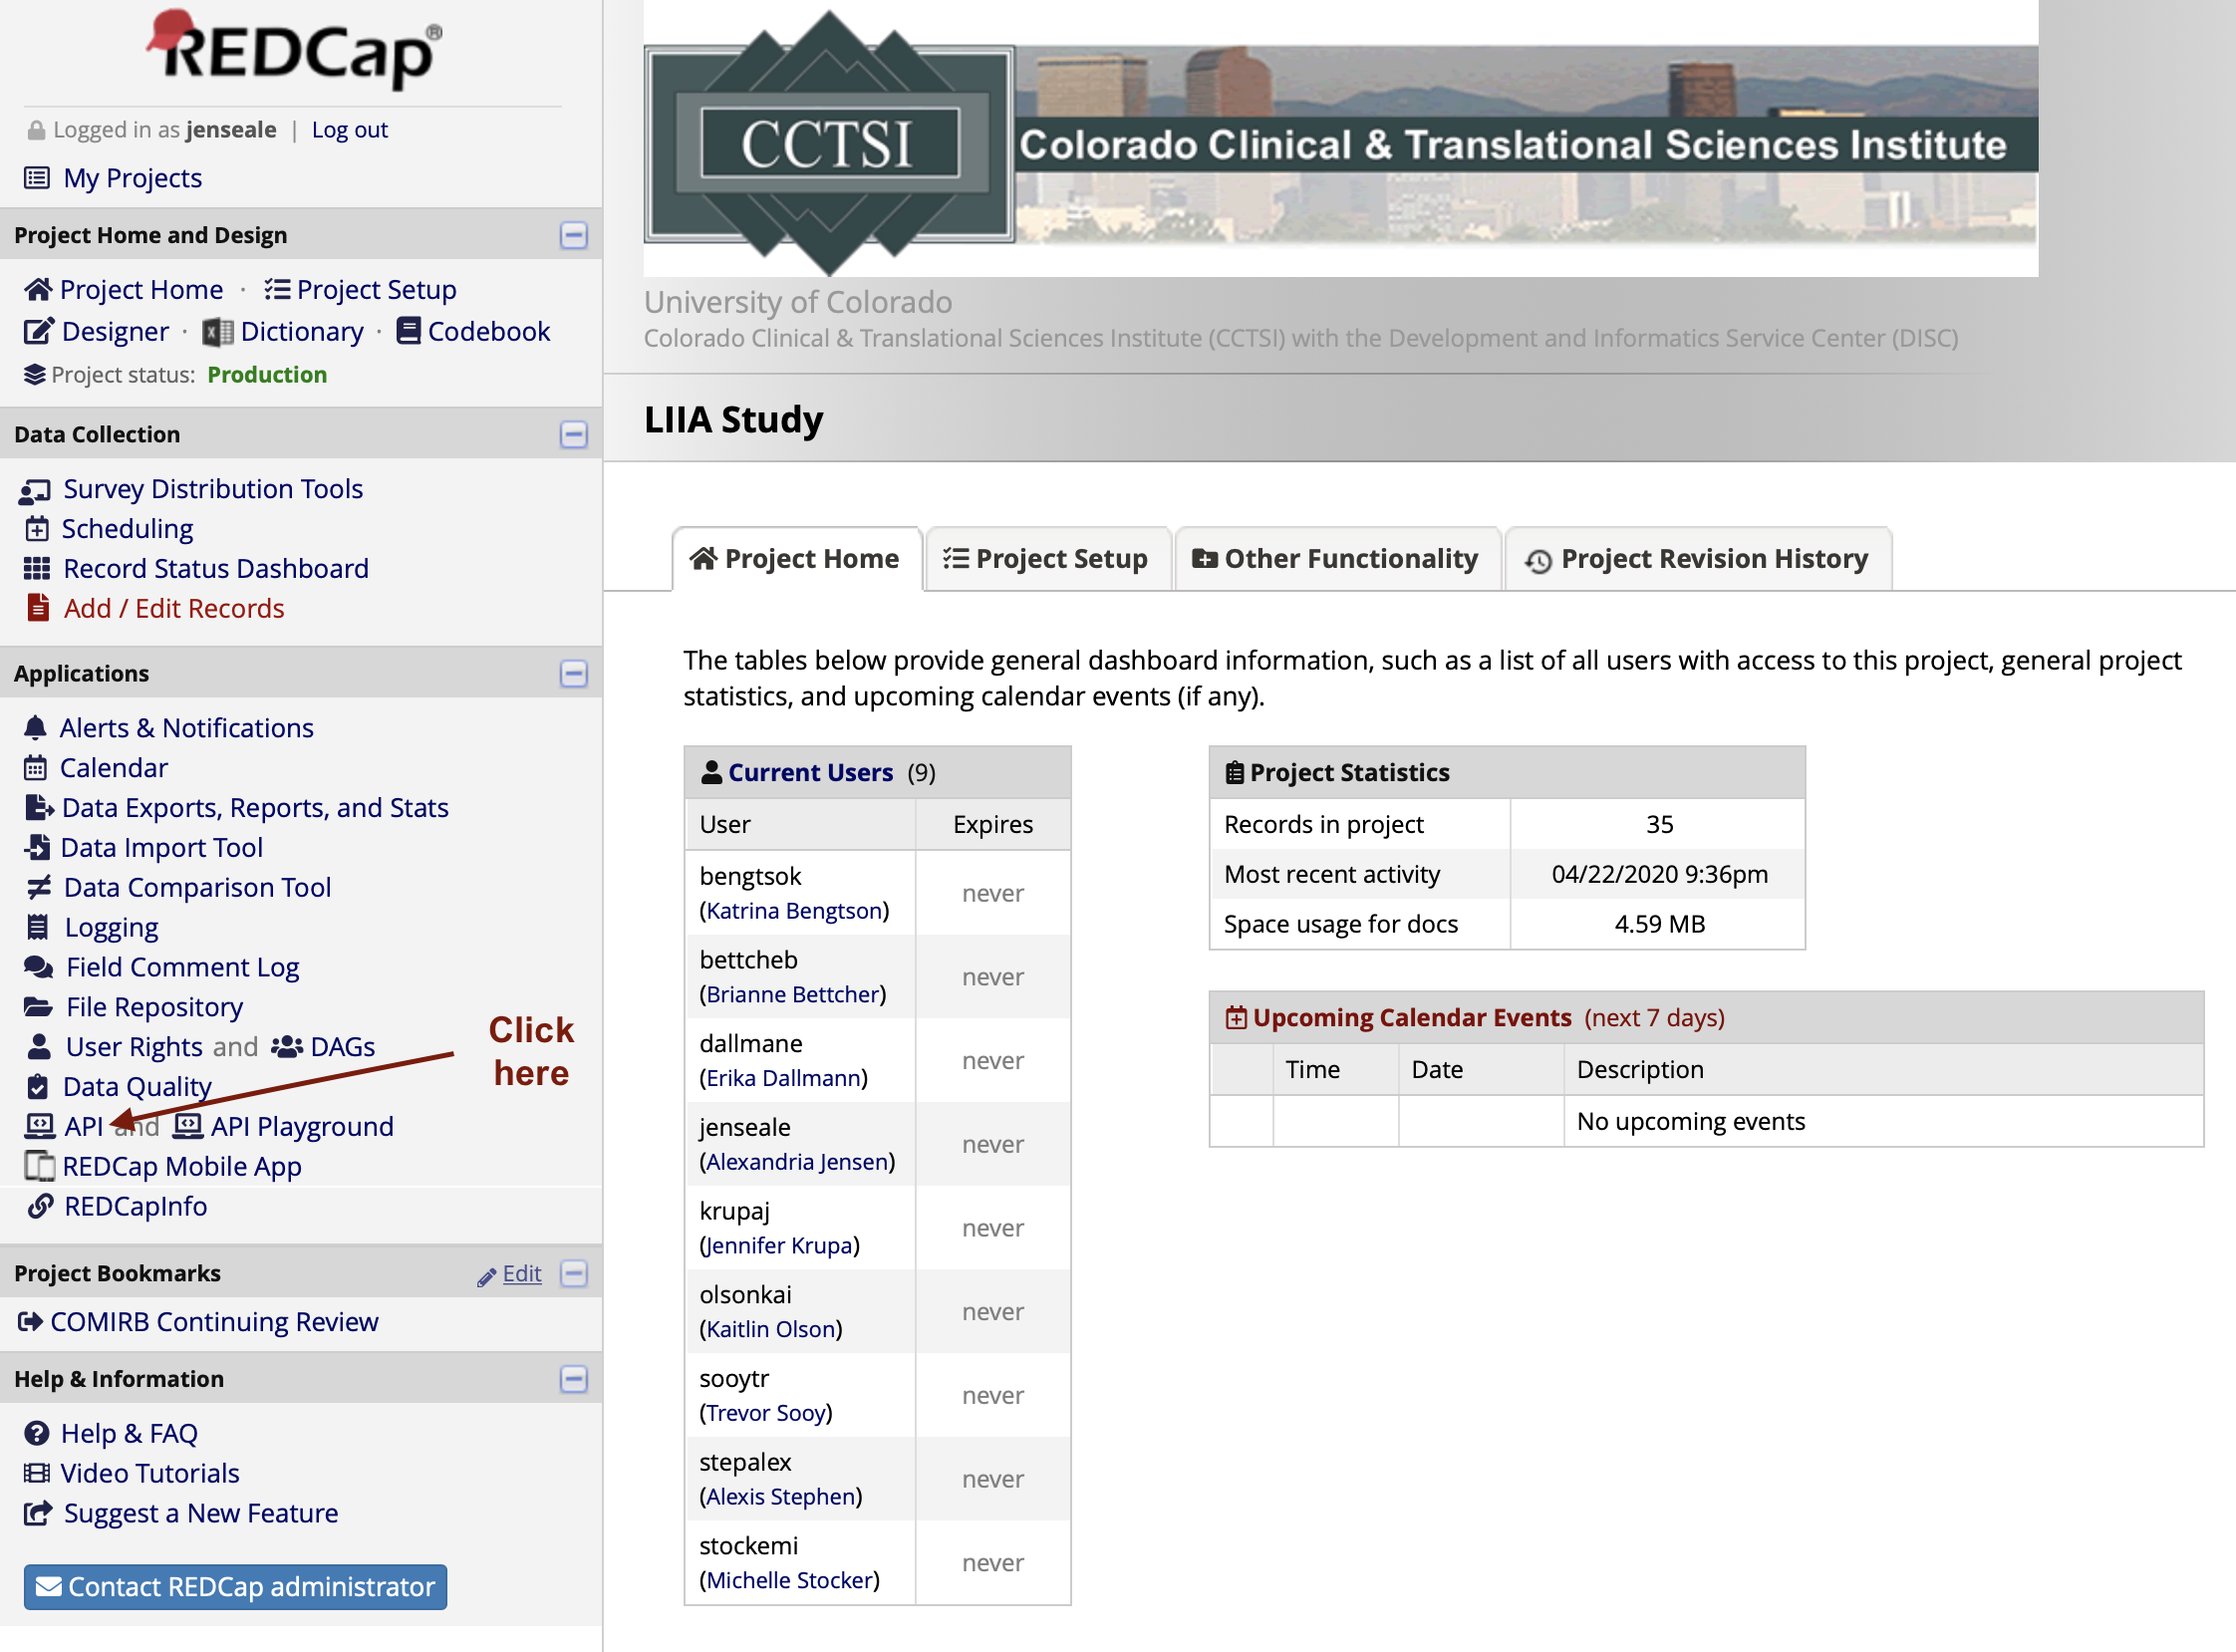 REDCap®
Logged in as jenseale | Log out
My Projects
Project Home and Design
Project Home · Project Setup
Designer · Dictionary · Codebook
Project status: Production
Data Collection
Survey Distribution Tools
Scheduling
Record Status Dashboard
Add / Edit Records
Applications
Alerts & Notifications
Calendar
Data Exports, Reports, and Stats
Data Import Tool
Data Comparison Tool
Logging
Field Comment Log
File Repository
User Rights and DAGs
Data Quality
API and API Playground
REDCap Mobile App
REDCapInfo
Click
here
Project Bookmarks Edit
COMIRB Continuing Review
Help & Information
Help & FAQ
Video Tutorials
Suggest a New Feature
Contact REDCap administrator
CCTSI Colorado Clinical & Translational Sciences Institute
University of Colorado
Colorado Clinical & Translational Sciences Institute (CCTSI) with the Development and Informatics Service Center (DISC)
LIIA Study
Project Home Project Setup Other Functionality Project Revision History
The tables below provide general dashboard information, such as a list of all users with access to this project, general project
statistics, and upcoming calendar events (if any).
Current Users (9)
User Expires
bengtsok
(Katrina Bengtson) never
bettcheb
(Brianne Bettcher) never
dallmane
(Erika Dallmann) never
jenseale
(Alexandria Jensen) never
krupaj
(Jennifer Krupa) never
olsonkai
(Kaitlin Olson) never
sooytr
(Trevor Sooy) never
stepalex
(Alexis Stephen) never
stockemi
(Michelle Stocker) never
Project Statistics
Records in project 35
Most recent activity 04/22/2020 9:36pm
Space usage for docs 4.59 MB
Upcoming Calendar Events (next 7 days)
Time Date Description
No upcoming events